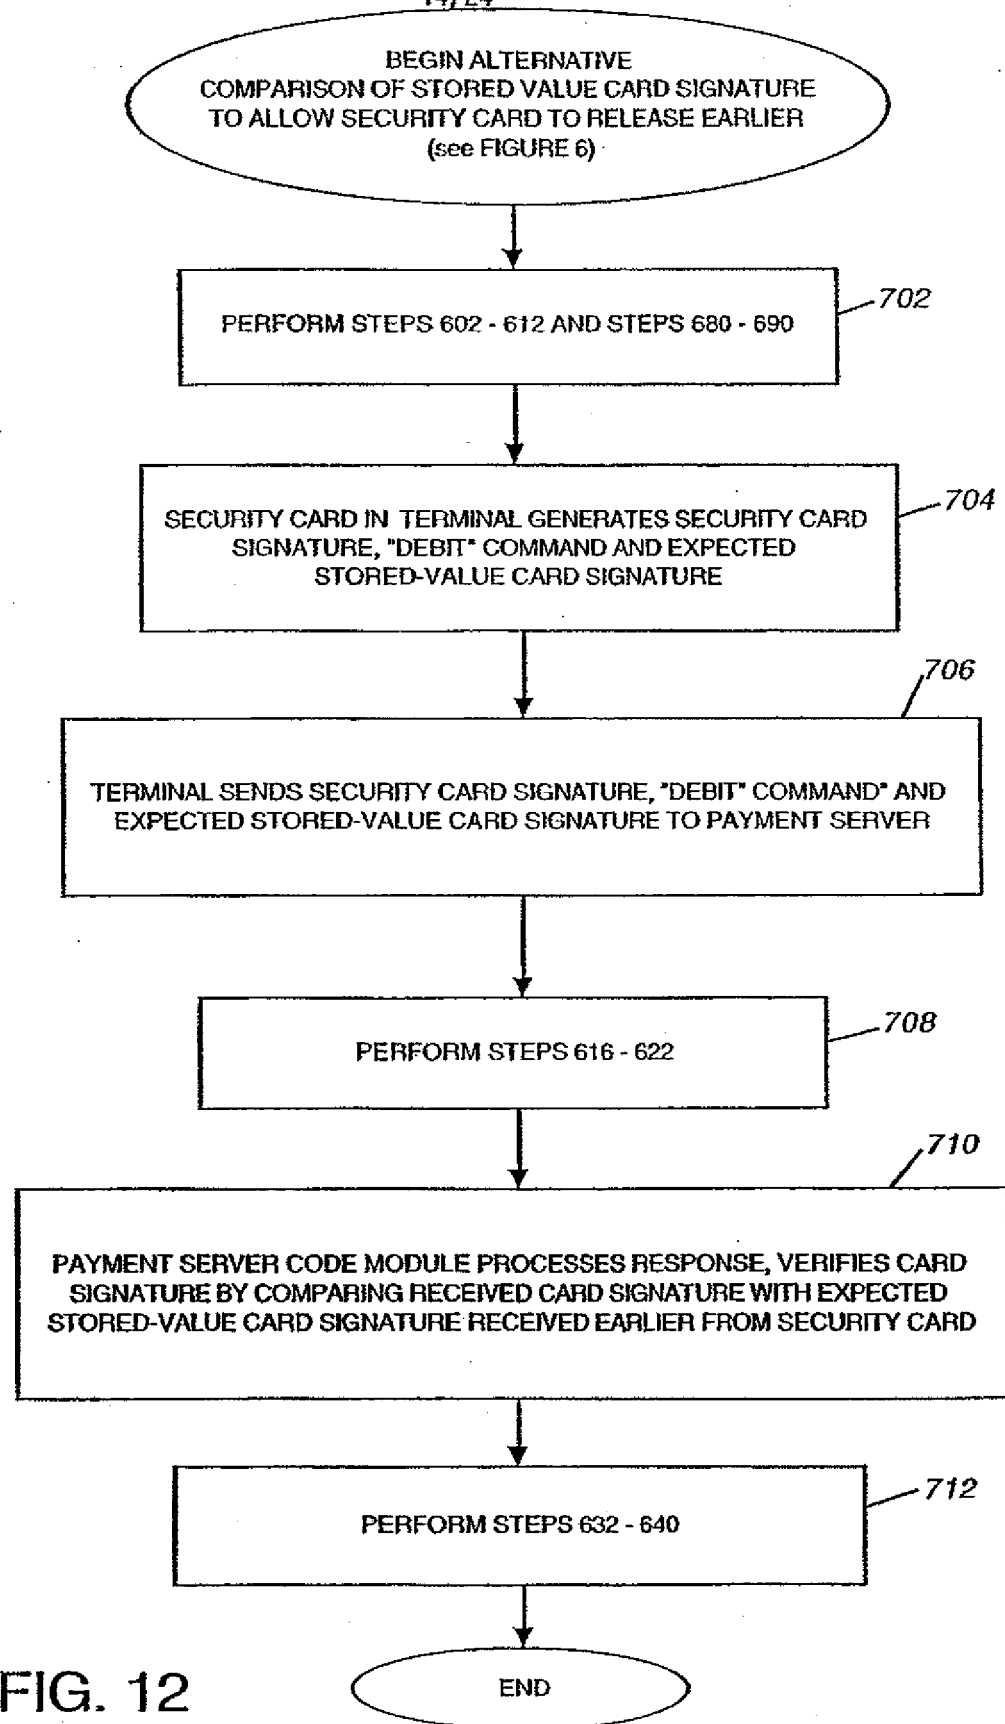 14/24
BEGIN ALTERNATIVE
COMPARISON OF STORED VALUE CARD SIGNATURE
TO ALLOW SECURITY CARD TO RELEASE EARLIER
(see FIGURE 6)
702
PERFORM STEPS 602 - 612 AND STEPS 680 - 690
704
SECURITY CARD IN TERMINAL GENERATES SECURITY CARD
SIGNATURE, "DEBIT" COMMAND AND EXPECTED
STORED-VALUE CARD SIGNATURE
706
TERMINAL SENDS SECURITY CARD SIGNATURE, "DEBIT" COMMAND" AND
EXPECTED STORED-VALUE CARD SIGNATURE TO PAYMENT SERVER
708
PERFORM STEPS 616 - 622
710
PAYMENT SERVER CODE MODULE PROCESSES RESPONSE, VERIFIES CARD
SIGNATURE BY COMPARING RECEIVED CARD SIGNATURE WITH EXPECTED
STORED-VALUE CARD SIGNATURE RECEIVED EARLIER FROM SECURITY CARD
712
PERFORM STEPS 632 - 640
END
FIG. 12